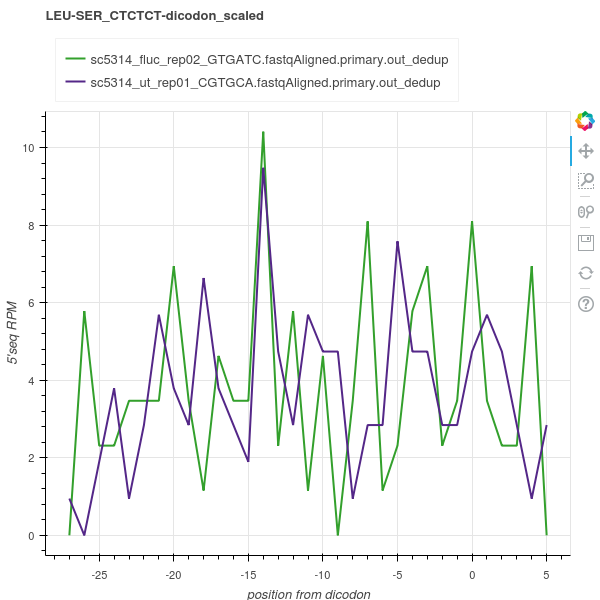 LEU-SER_CTCTCT-dicodon_scaled
sc5314_fluc_rep02_GTGATC.fastqAligned.primary.out_dedup
sc5314_ut_rep01_CGTGCA.fastqAligned.primary.out_dedup
10
8
6
4
2
0
5'seq RPM
-25 -20 -15 -10 -5 0 5
position from dicodon